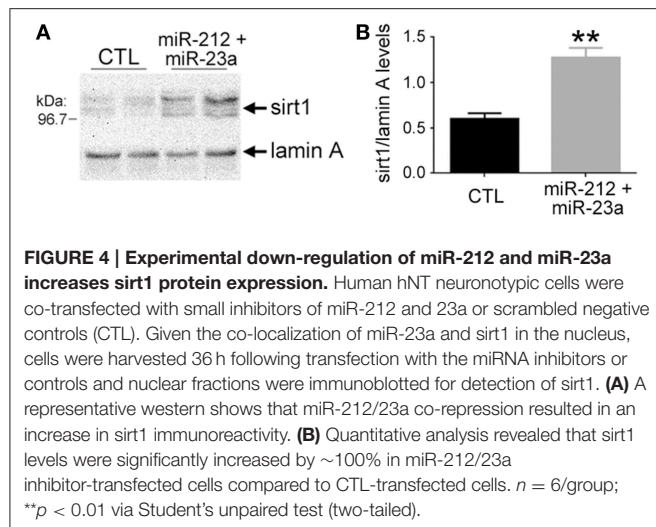 A
CTL
miR-212 +
miR-23a
kDa:
96.7
sirt1
lamin A
B
sirt1/lamin A levels
1.5
1.0
0.5
0.0
**
CTL
miR-212 +
miR-23a
FIGURE 4 | Experimental down-regulation of miR-212 and miR-23a
increases sirt1 protein expression. Human hNT neuronotypic cells were
co-transfected with small inhibitors of miR-212 and 23a or scrambled negative
controls (CTL). Given the co-localization of miR-23a and sirt1 in the nucleus,
cells were harvested 36 h following transfection with the miRNA inhibitors or
controls and nuclear fractions were immunoblotted for detection of sirt1. (A) A
representative western shows that miR-212/23a co-repression resulted in an
increase in sirt1 immunoreactivity. (B) Quantitative analysis revealed that sirt1
levels were significantly increased by ~100% in miR-212/23a
inhibitor-transfected cells compared to CTL-transfected cells. n = 6/group;
**p < 0.01 via Student's unpaired test (two-tailed).